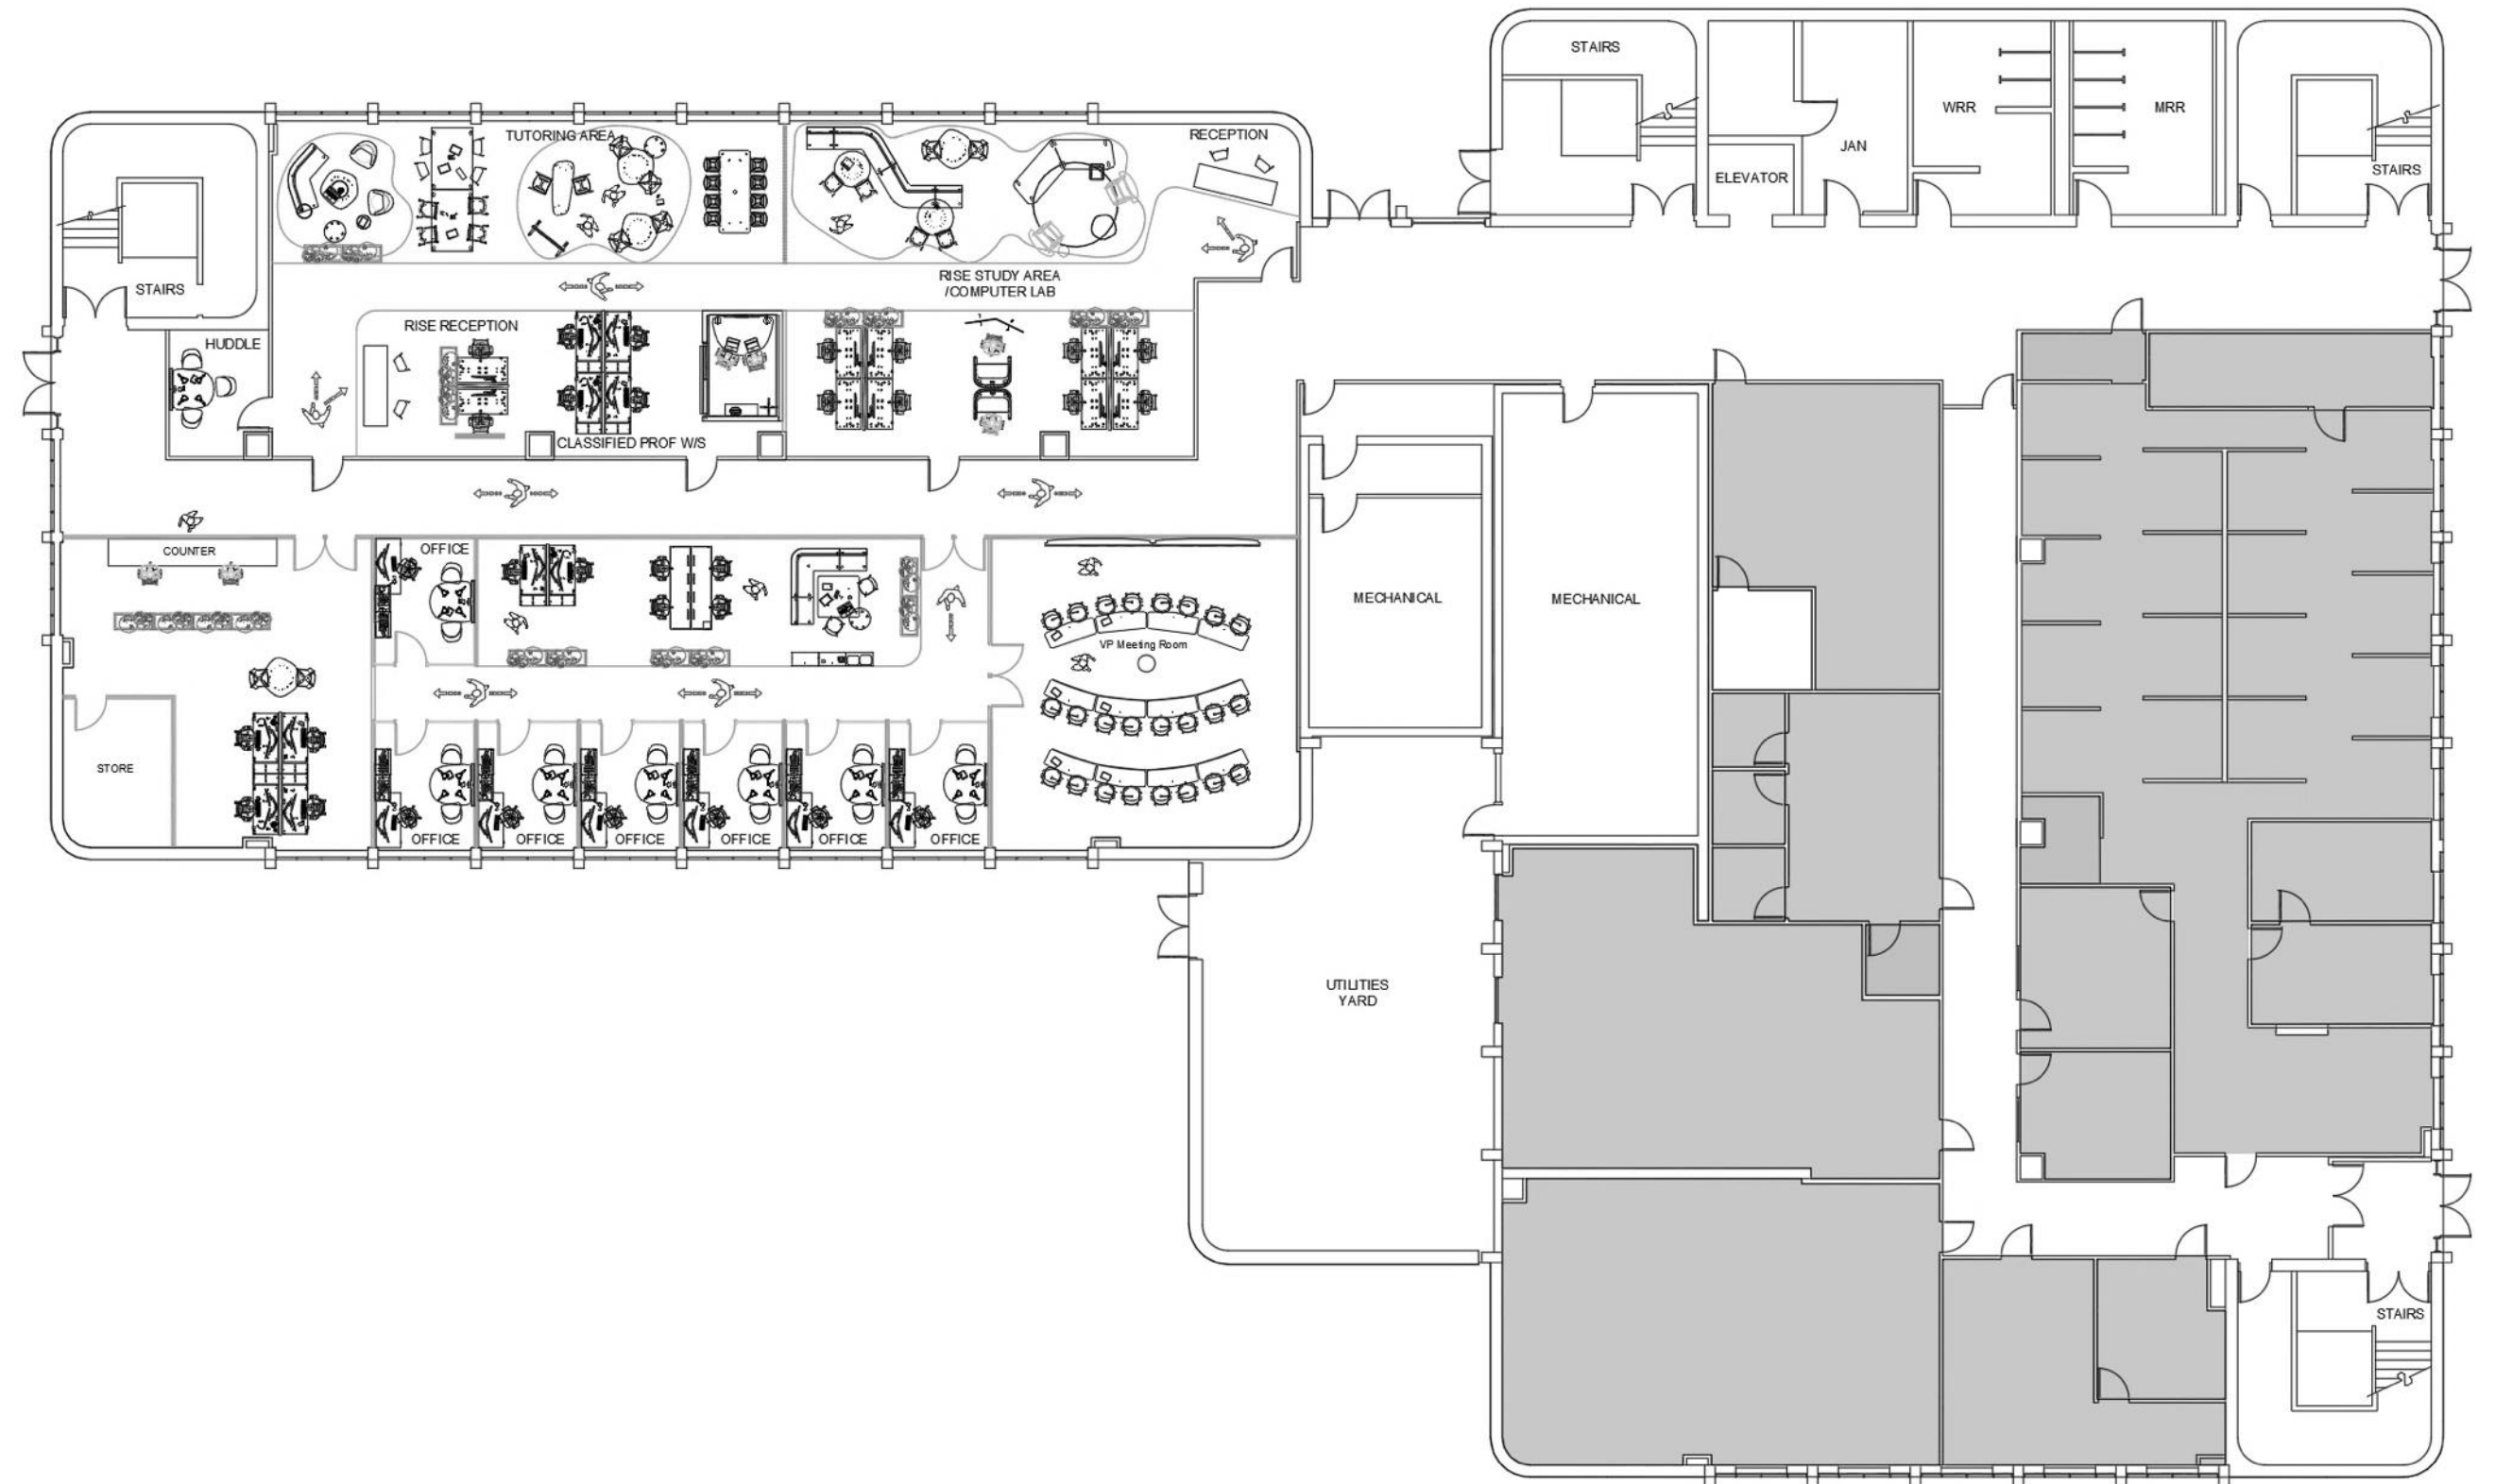 STAIRS
WRR
MRR
JAN
ELEVATOR
STAIRS
TUTORING AREA
RECEPTION
RISE STUDY AREA
/COMPUTER LAB
STAIRS
RISE RECEPTION
HUDDLE
CLASSIFIED PROF W/S
COUNTER
OFFICE
VP Meeting Room
MECHANICAL
MECHANICAL
STORE
OFFICE
OFFICE
OFFICE
OFFICE
OFFICE
OFFICE
UTILITIES
YARD
STAIRS